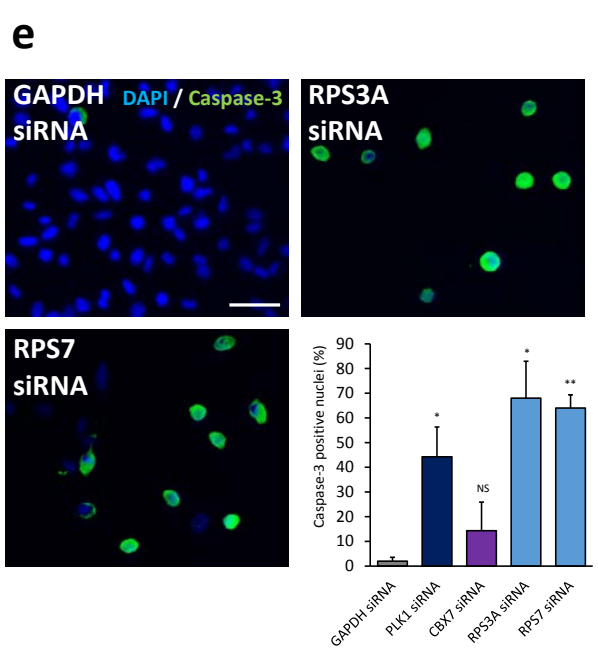 e
GAPDH
siRNA
DAPI / Caspase-3
RPS3A
siRNA
RPS7
siRNA
Caspase-3 positive nuclei (%)
90
80
70
60
50
40
30
20
10
0
*
NS
*
**
GAPDH siRNA
PLK1 siRNA
CBX7 siRNA
RPS3A siRNA
RPS7 siRNA